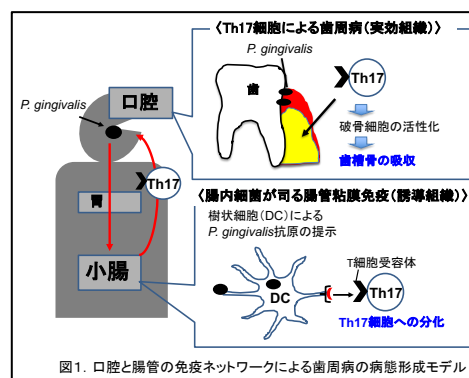 〈Th17細胞による歯周病(実効組織)〉
P. gingivalis
歯
Th17
破骨細胞の活性化
歯槽骨の吸収
口腔
P. gingivalis
Th17
胃
小腸
〈腸内細菌が司る腸管粘膜免疫(誘導組織)〉
樹状細胞(DC)による
P. gingivalis抗原の提示
T細胞受容体
DC
Th17
Th17細胞への分化
図1. 口腔と腸管の免疫ネットワークによる歯周病の病態形成モデル